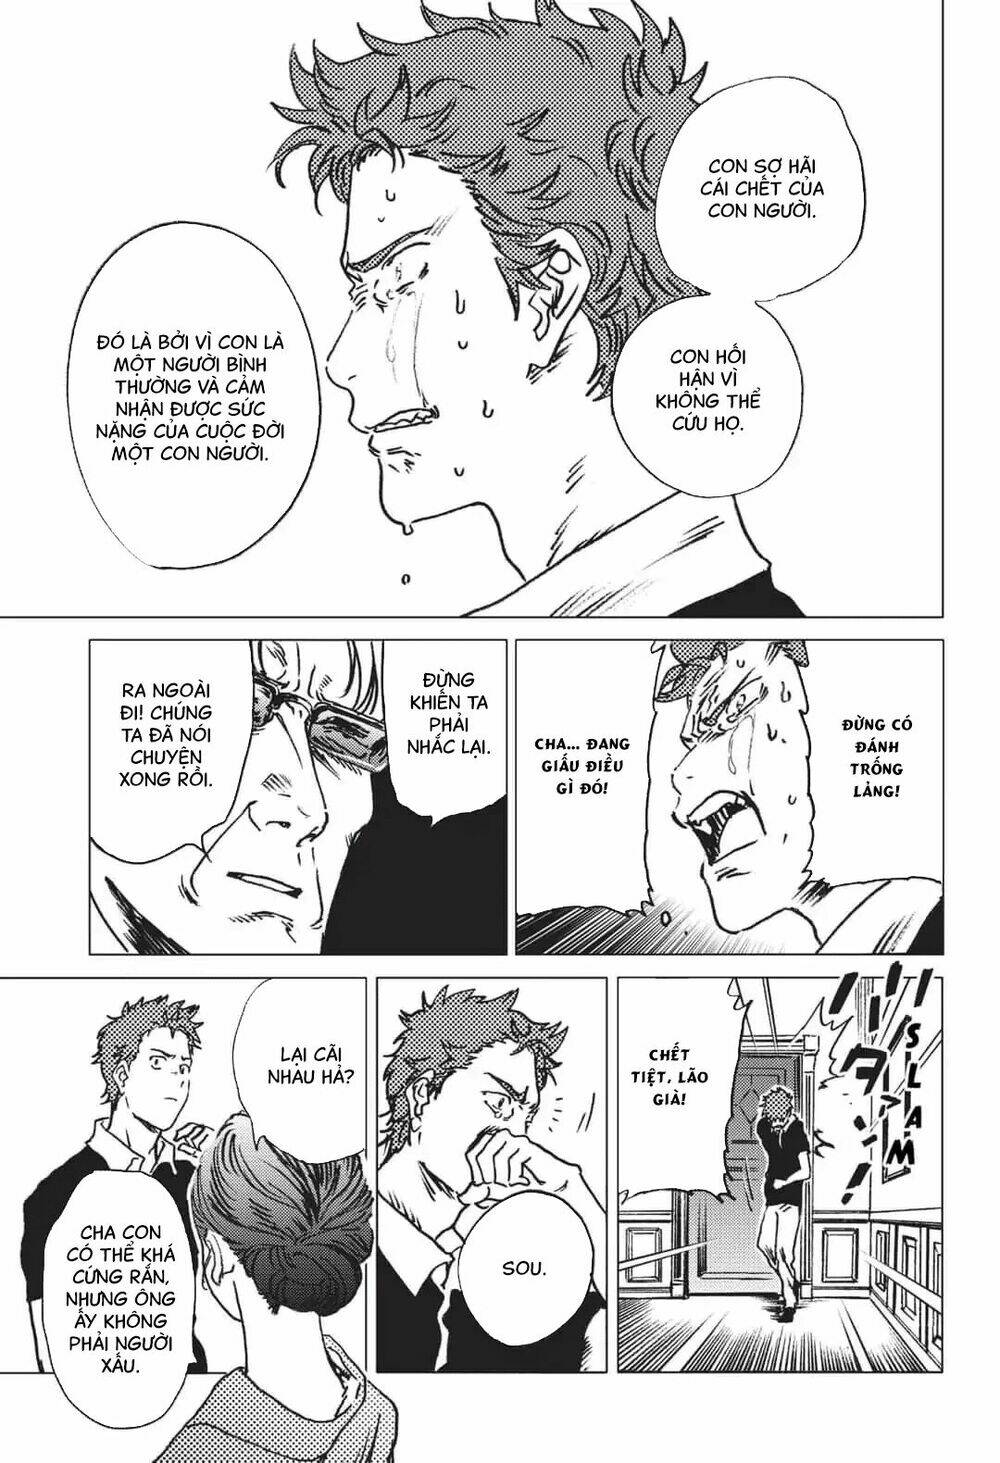 CON SỢ HÃI
CÁI CHẾT CỦA
CON NGƯỜI.
CON HỐI
HẬN VÌ
KHÔNG THỂ
CỨU HỌ.
ĐÓ LÀ BỞI VÌ CON LÀ
MỘT NGƯỜI BÌNH
THƯỜNG VÀ CẢM
NHẬN ĐƯỢC SỨC
NẶNG CỦA CUỘC ĐỜI
MỘT CON NGƯỜI.
ĐỪNG CÓ
ĐÁNH
TRỐNG
LẢNG!
CHA... ĐANG
GIẤU ĐIỀU
GÌ ĐÓ!
ĐỪNG
KHIẾN TA
PHẢI
NHẮC LẠI.
RA NGOÀI
ĐI! CHÚNG
TA ĐÃ NÓI
CHUYỆN
XONG RỒI.
SLAM
CHẾT
TIỆT, LÃO
GIÀ!
SOU.
LẠI CÃI
NHAU HẢ?
CHA CON
CÓ THỂ KHÁ
CỨNG RẮN,
NHƯNG ÔNG
ẤY KHÔNG
PHẢI NGƯỜI
XẤU.